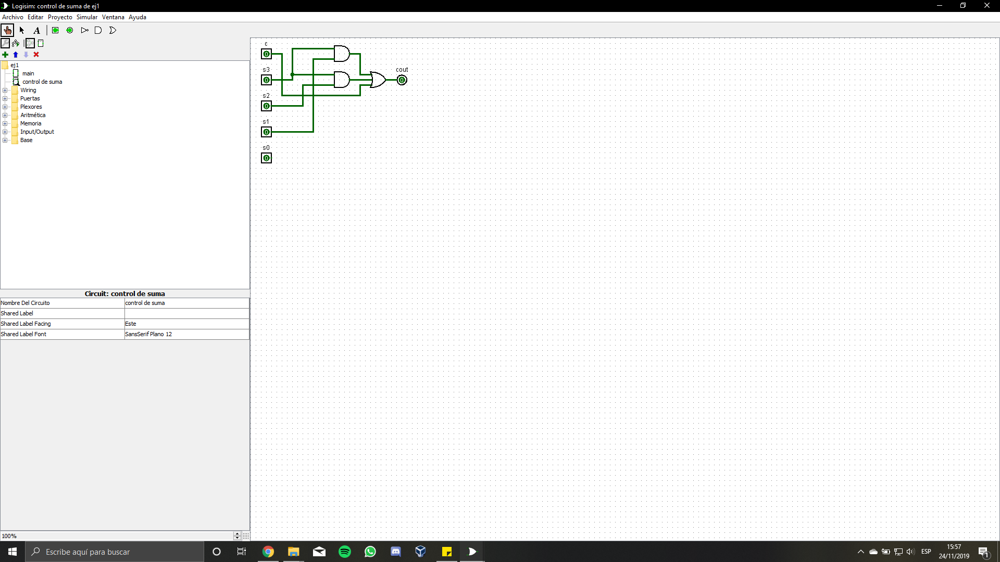 Logisim: control de suma de ej1
Archivo Editar Proyecto Simular Ventana Ayuda
A
ej1
main
control de suma
Wiring
Puertas
Plexores
Aritmética
Memoria
Input/Output
Base
c
0
s3
0
s2
0
s1
0
s0
0
cout
0
Circuit: control de suma
Nombre Del Circuito control de suma
Shared Label
Shared Label Facing Este
Shared Label Font SansSerif Plano 12
100%
Escribe aquí para buscar
ESP
15:57
24/11/2019
1